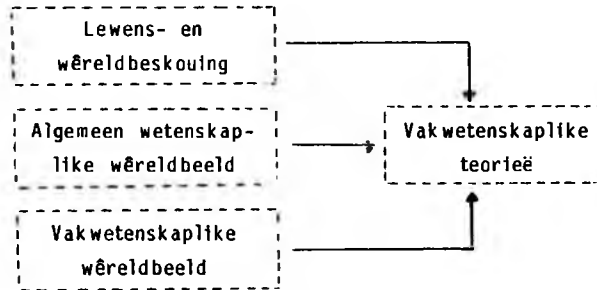 Lewens- en
wêreldbeskouing
Algemeen wetenskap-
like wêreldbeeld
Vakwetenskaplike
teorieë
Vakwetenskaplike
wêreldbeeld